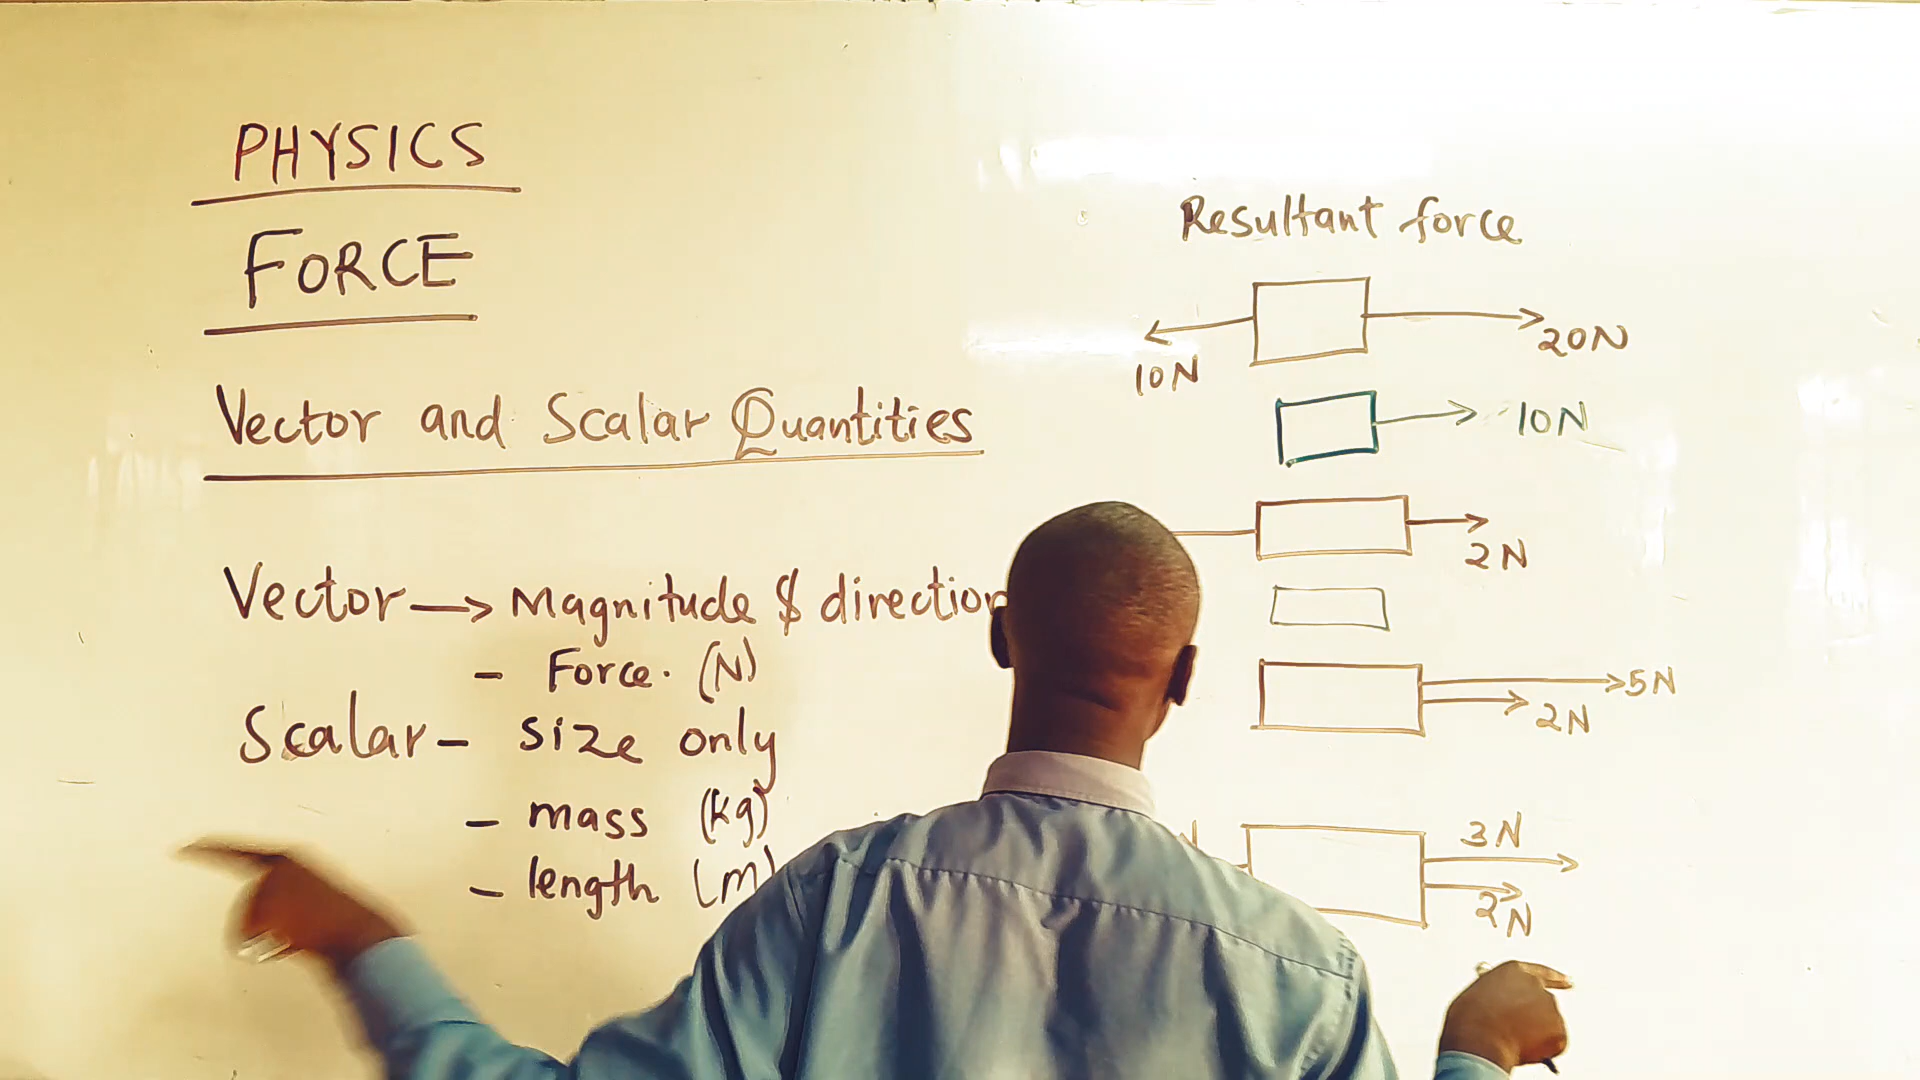 PHYSICS
FORCE
Vector and Scalar Quantities
Vector → Magnitude $ direction
- Force. (N)
Scalar - size only
- mass (kg)
- length (m)
Resultant force
10N
20N
10N
2N
5N
2N
3N
2N